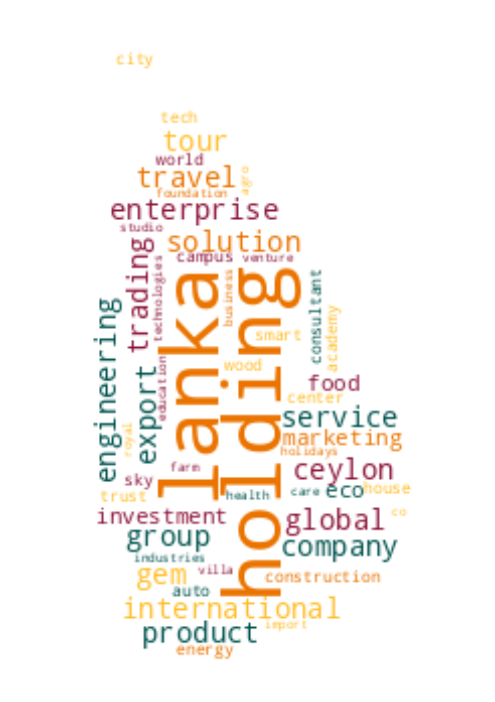 city
tech
tour
world
travel
foundation
agro
enterprise
studio
solution
campus venture
trading
technologies
lanka
holding
business
consultant
engineering
smart
academy
export
education
wood
food
center
service
royal
marketing
holidays
farm
ceylon
sky
trust
health
care
eco
house
investment
global
co
group
company
industries
gem
villa
construction
auto
international
product
import
energy